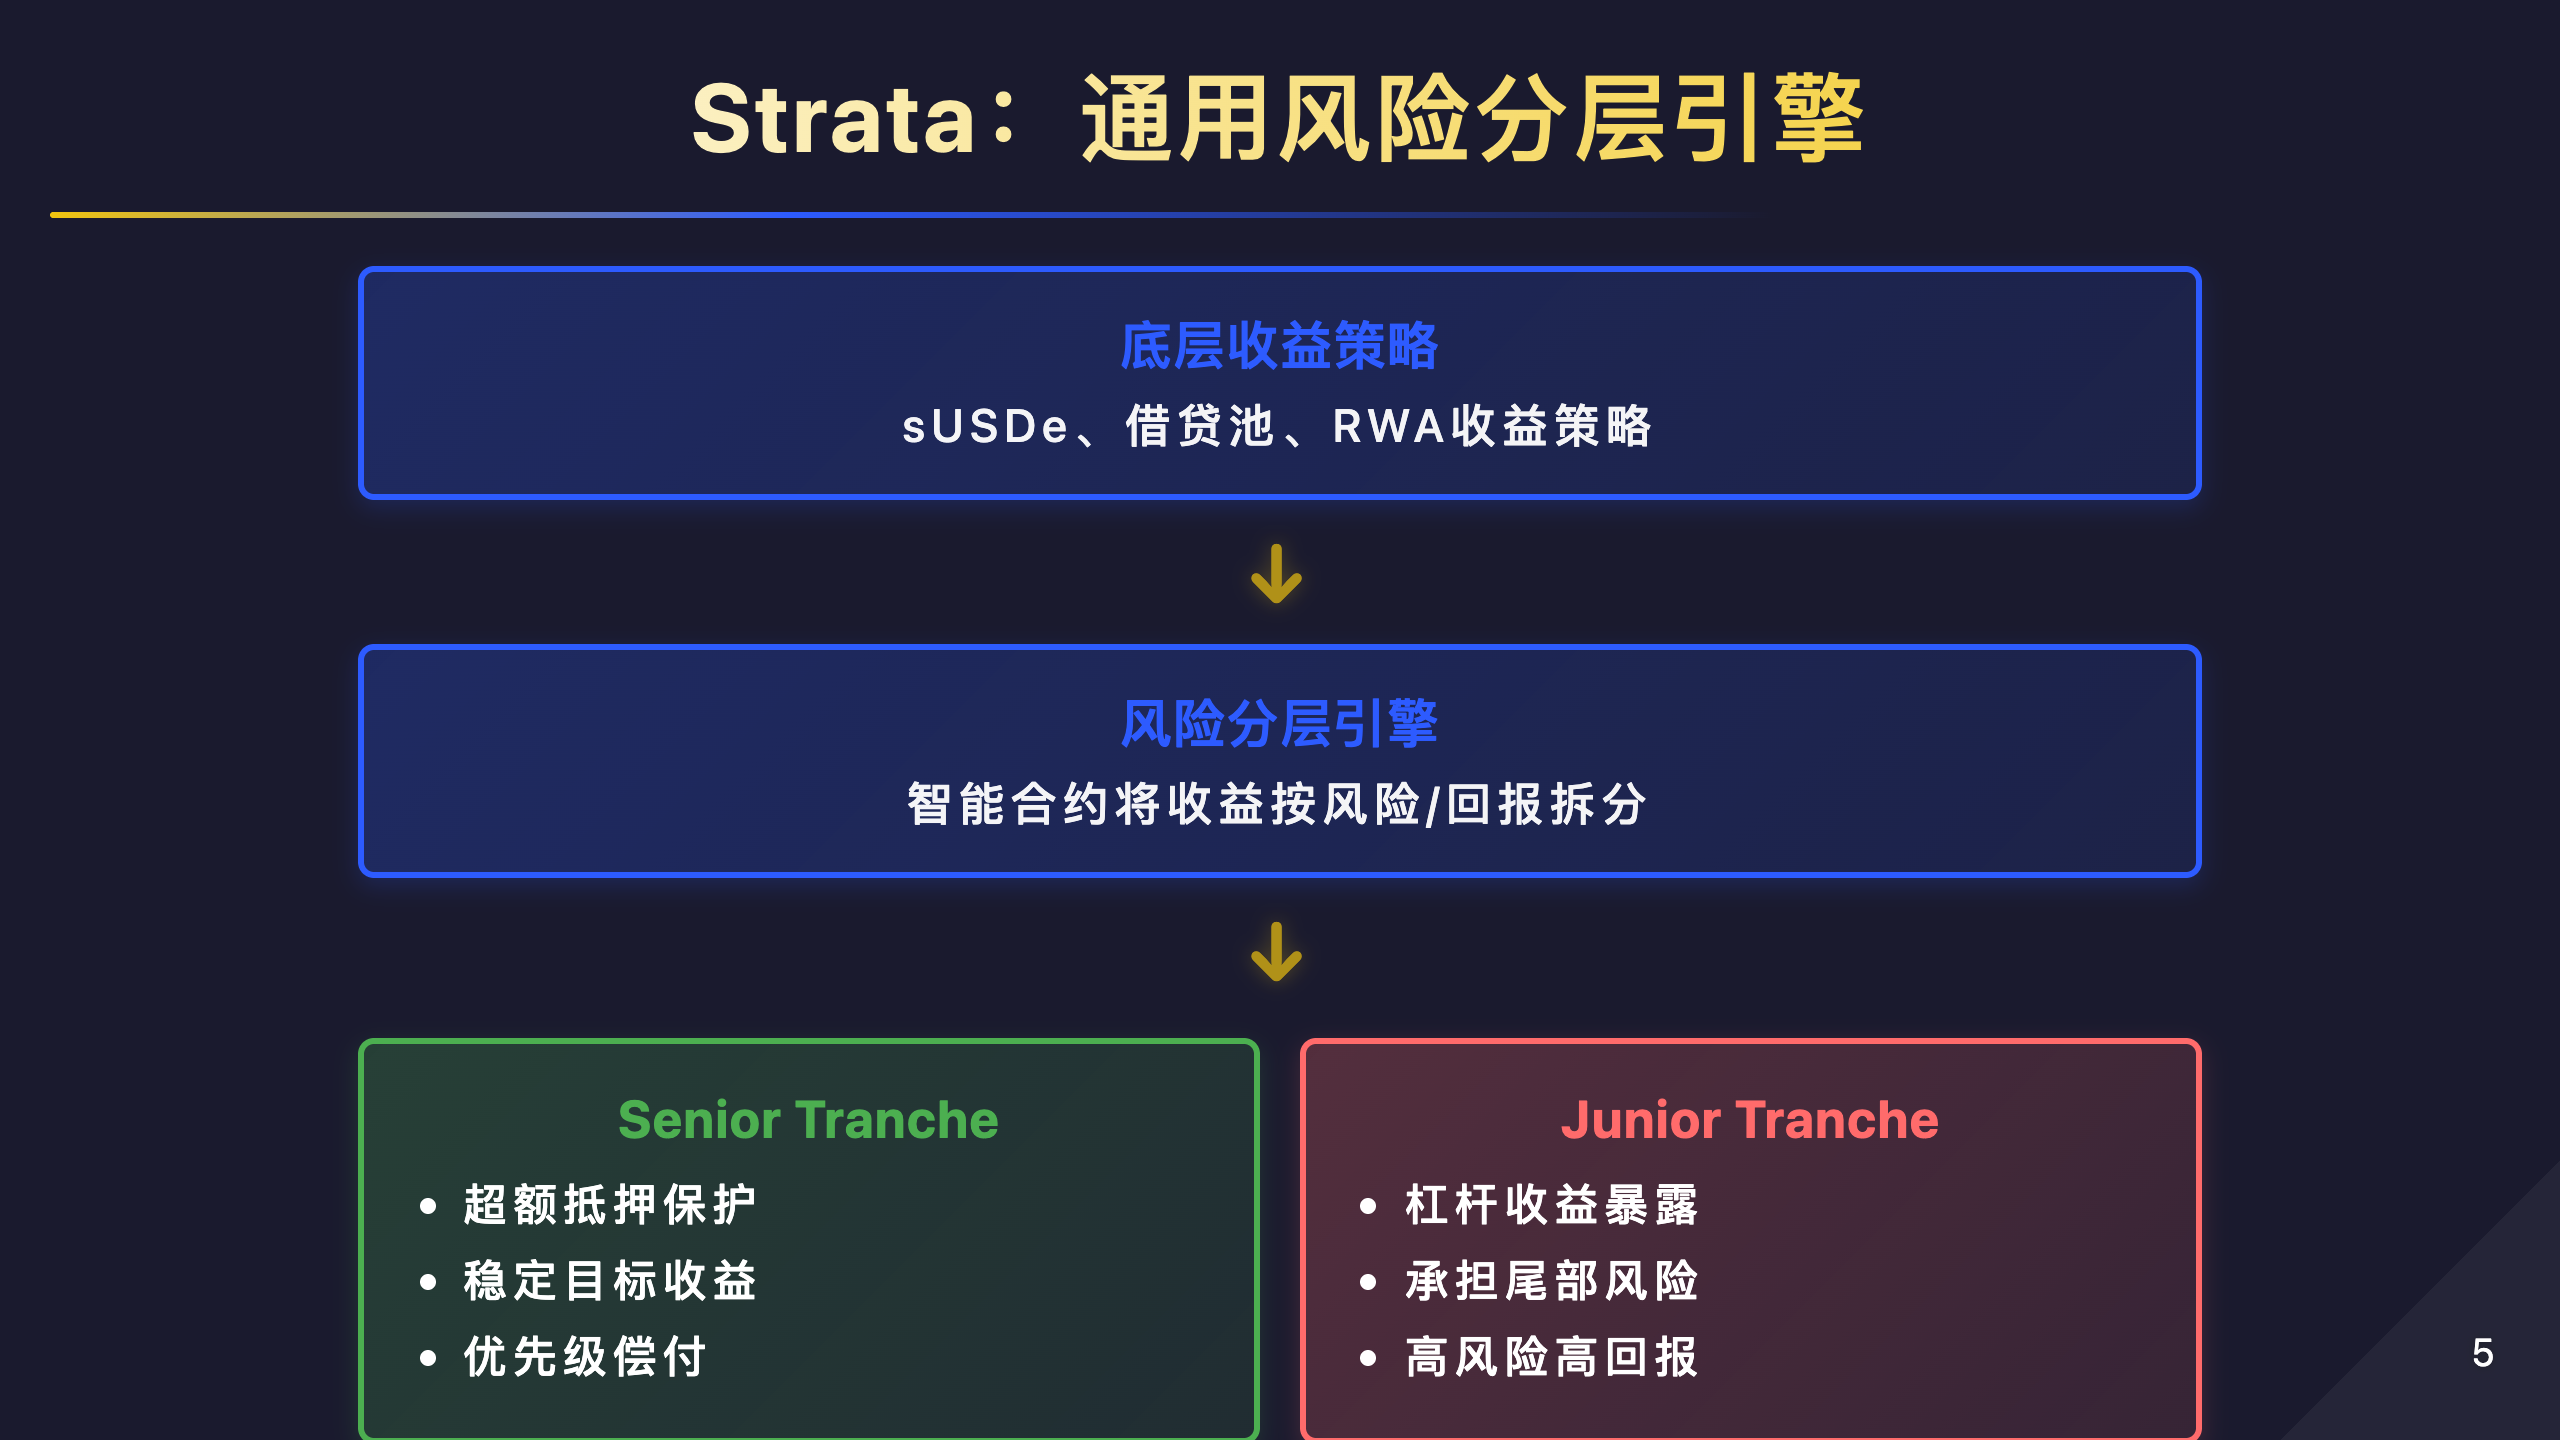 Strata：通用风险分层引擎
底层收益策略
sUSDe、借贷池、RWA收益策略
风险分层引擎
智能合约将收益按风险/回报拆分
Senior Tranche
• 超额抵押保护
• 稳定目标收益
• 优先级偿付
Junior Tranche
• 杠杆收益暴露
• 承担尾部风险
• 高风险高回报
5